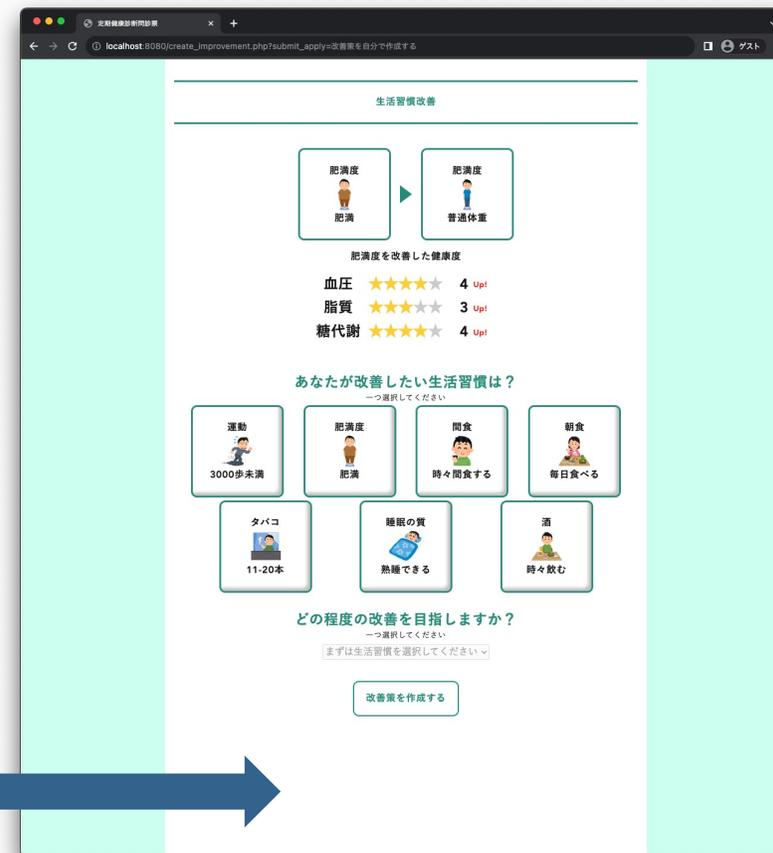 定期健康診断問診票
localhost:8080/create_improvement.php?submit_apply=改善策を自分で作成する
ゲスト
生活習慣改善
肥満度 肥満度
肥満 普通体重
肥満度を改善した健康度
血圧 ★★★★★ 4 Up!
脂質 ★★★★★ 3 Up!
糖代謝 ★★★★★ 4 Up!
あなたが改善したい生活習慣は？
一つ選択してください
運動 肥満度 間食 朝食
3000歩未満 肥満 時々間食する 毎日食べる
タバコ 睡眠の質 酒
11-20本 熟睡できる 時々飲む
どの程度の改善を目指しますか？
一つ選択してください
まずは生活習慣を選択してください
改善策を作成する